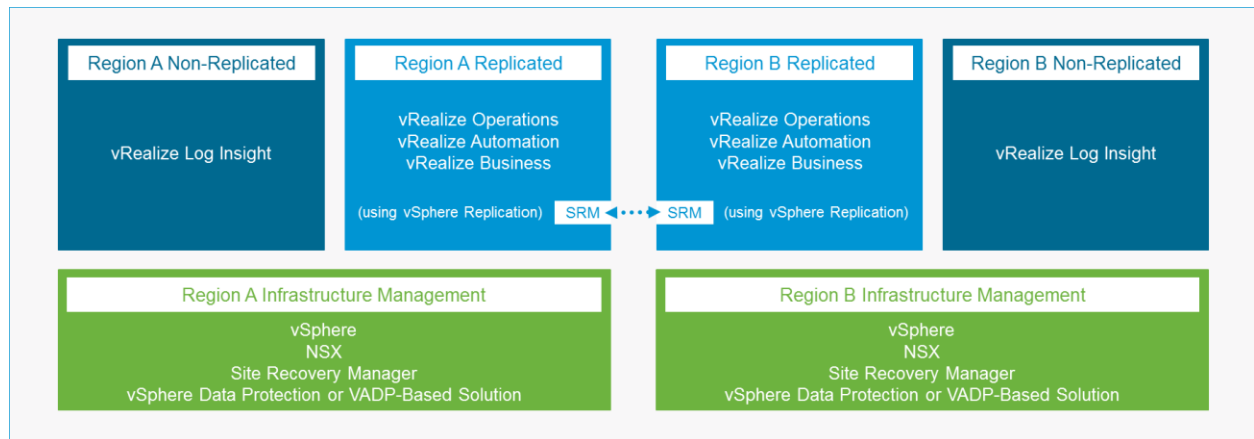 Region A Non-Replicated
vRealize Log Insight
Region A Replicated
vRealize Operations
vRealize Automation
vRealize Business
(using vSphere Replication)
SRM
Region B Replicated
vRealize Operations
vRealize Automation
vRealize Business
SRM
(using vSphere Replication)
Region B Non-Replicated
vRealize Log Insight
Region A Infrastructure Management
vSphere
NSX
Site Recovery Manager
vSphere Data Protection or VADP-Based Solution
Region B Infrastructure Management
vSphere
NSX
Site Recovery Manager
vSphere Data Protection or VADP-Based Solution